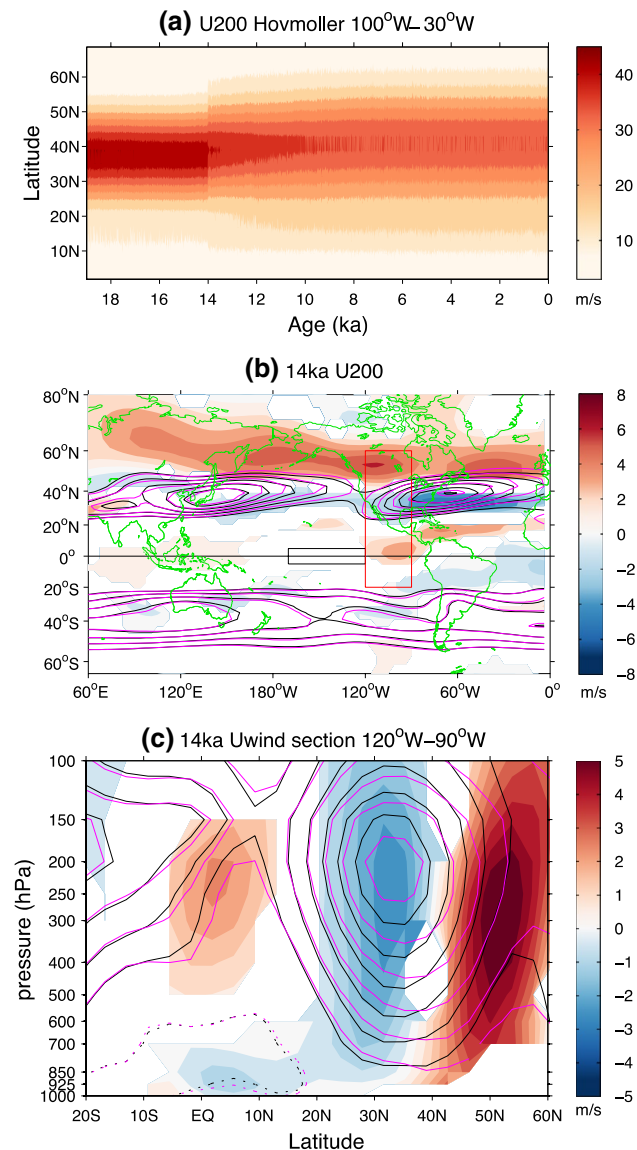 (a) U200 Hovmoller 100°W–30°W
60N
50N
40N
30N
20N
10N
Latitude
18 16 14 12 10 8 6 4 2 0
Age (ka)
40
30
20
10
m/s
(b) 14ka U200
80°N
60°N
40°N
20°N
0°
20°S
40°S
60°S
60°E 120°E 180°W 120°W 60°W 0°
8
6
4
2
0
−2
−4
−6
−8
m/s
(c) 14ka Uwind section 120°W–90°W
100
150
200
250
300
400
500
600
700
850
925
1000
pressure (hPa)
20S 10S EQ 10N 20N 30N 40N 50N 60N
Latitude
5
4
3
2
1
0
−1
−2
−3
−4
−5
m/s